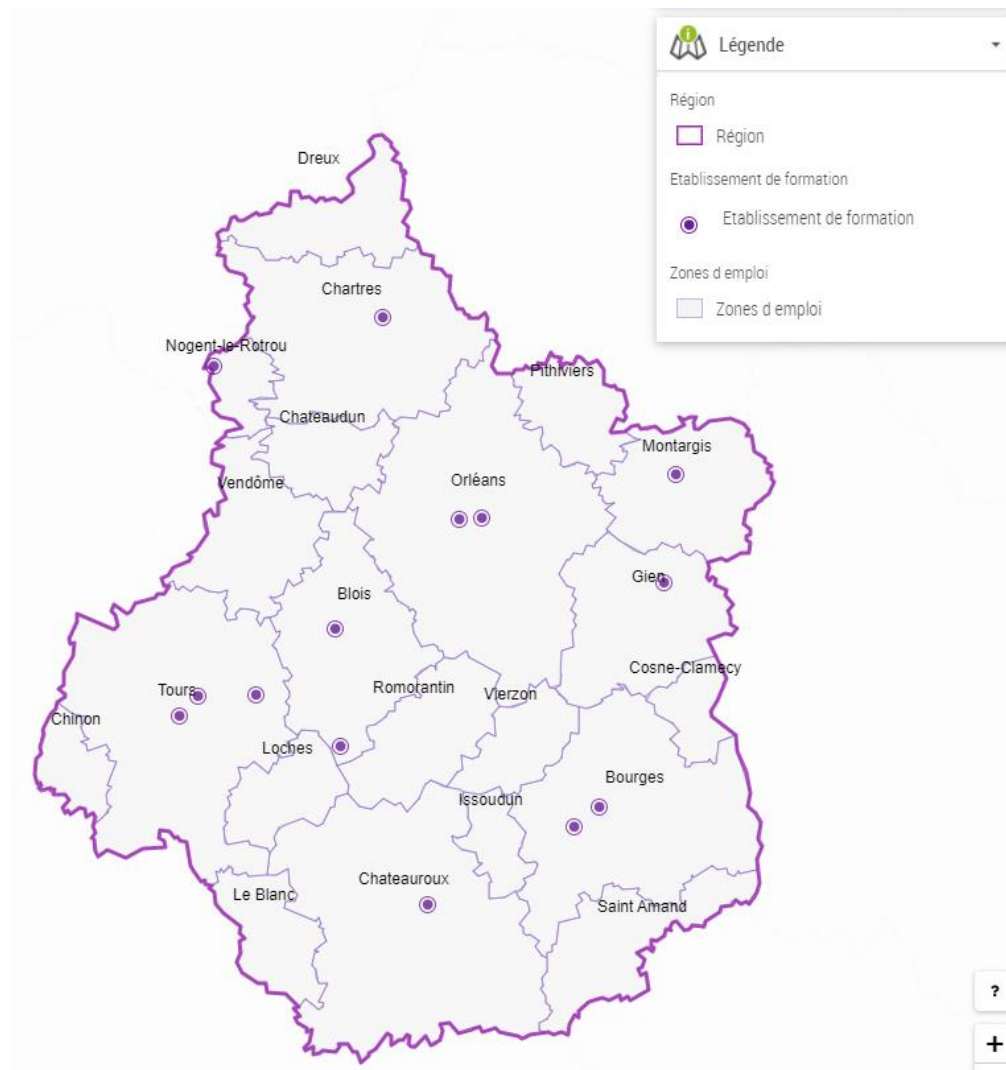 Légende
Région
Région
Etablissement de formation
Etablissement de formation
Zones d emploi
Zones d emploi
Dreux
Chartres
Nogent-le-Rotrou
Pithiviers
Chateaudun
Montargis
Vendôme
Orléans
Gien
Blois
Cosne-Clamecy
Romorantin
Vierzon
Tours
Chinon
Loches
Bourges
Issoudun
Chateauroux
Le Blanc
Saint Amand
?
+